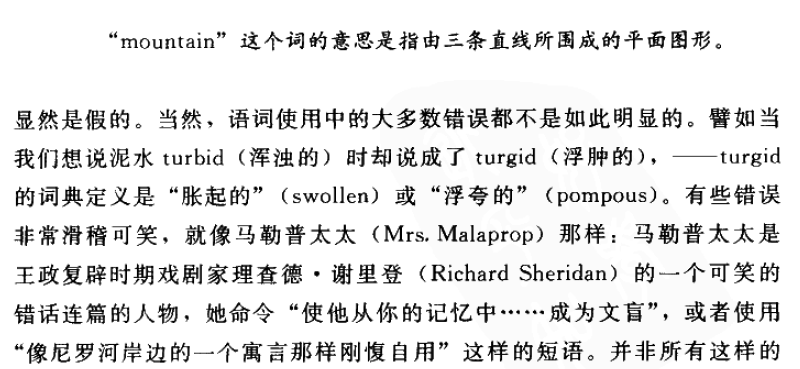 “mountain”这个词的意思是指由三条直线所围成的平面图形。
显然是假的。当然，语词使用中的大多数错误都不是如此明显的。譬如当
我们想说泥水 turbid（浑浊的）时却说成了 turgid（浮肿的），——turgid
的词典定义是“胀起的”（swollen）或“浮夸的”（pompous）。有些错误
非常滑稽可笑，就像马勒普太太（Mrs. Malaprop）那样：马勒普太太是
王政复辟时期戏剧家理查德·谢里登（Richard Sheridan）的一个可笑的
错话连篇的人物，她命令“使他从你的记忆中……成为文盲”，或者使用
“像尼罗河岸边的一个寓言那样刚愎自用”这样的短语。并非所有这样的